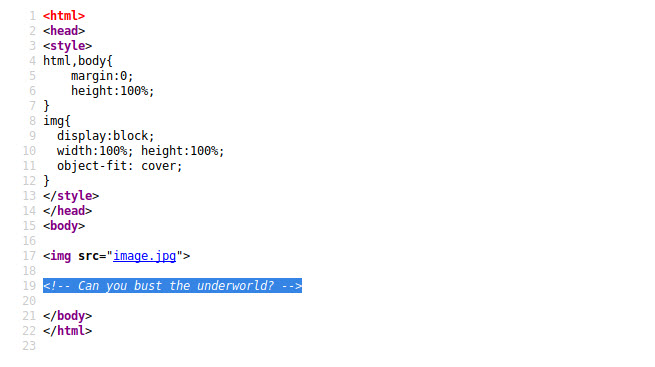 1 <html>
2 <head>
3 <style>
4 html,body{
5     margin:0;
6     height:100%;
7 }
8 img{
9   display:block;
10   width:100%; height:100%;
11   object-fit: cover;
12 }
13 </style>
14 </head>
15 <body>
16
17 <img src="image.jpg">
18
19 <!-- Can you bust the underworld? -->
20
21 </body>
22 </html>
23